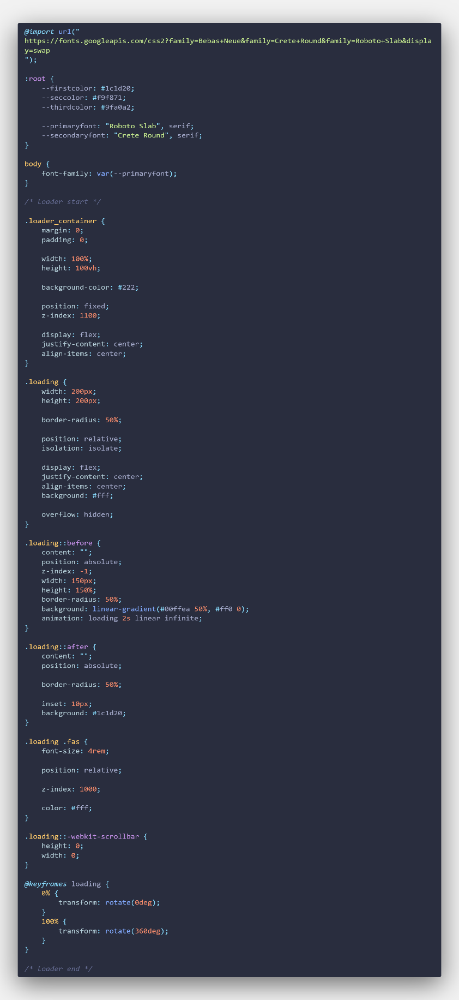 @import url("
https://fonts.googleapis.com/css2?family=Bebas+Neue&family=Crete+Round&family=Roboto+Slab&displa
y=swap
");
:root {
    --firstcolor: #1c1d20;
    --seccolor: #f9f871;
    --thirdcolor: #9fa0a2;
    --primaryfont: "Roboto Slab", serif;
    --secondaryfont: "Crete Round", serif;
}
body {
    font-family: var(--primaryfont);
}
/* loader start */
.loader_container {
    margin: 0;
    padding: 0;
    width: 100%;
    height: 100vh;
    background-color: #222;
    position: fixed;
    z-index: 1100;
    display: flex;
    justify-content: center;
    align-items: center;
}
.loading {
    width: 200px;
    height: 200px;
    border-radius: 50%;
    position: relative;
    isolation: isolate;
    display: flex;
    justify-content: center;
    align-items: center;
    background: #fff;
    overflow: hidden;
}
.loading::before {
    content: "";
    position: absolute;
    z-index: -1;
    width: 150px;
    height: 150%;
    border-radius: 50%;
    background: linear-gradient(#00ffea 50%, #ff0 0);
    animation: loading 2s linear infinite;
}
.loading::after {
    content: "";
    position: absolute;
    border-radius: 50%;
    inset: 10px;
    background: #1c1d20;
}
.loading .fas {
    font-size: 4rem;
    position: relative;
    z-index: 1000;
    color: #fff;
}
.loading::-webkit-scrollbar {
    height: 0;
    width: 0;
}
@keyframes loading {
    0% {
        transform: rotate(0deg);
    }
    100% {
        transform: rotate(360deg);
    }
}
/* loader end */